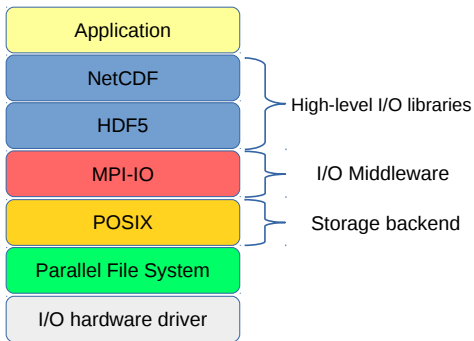 Application
NetCDF
HDF5
High-level I/O libraries
MPI-IO
I/O Middleware
POSIX
Storage backend
Parallel File System
I/O hardware driver